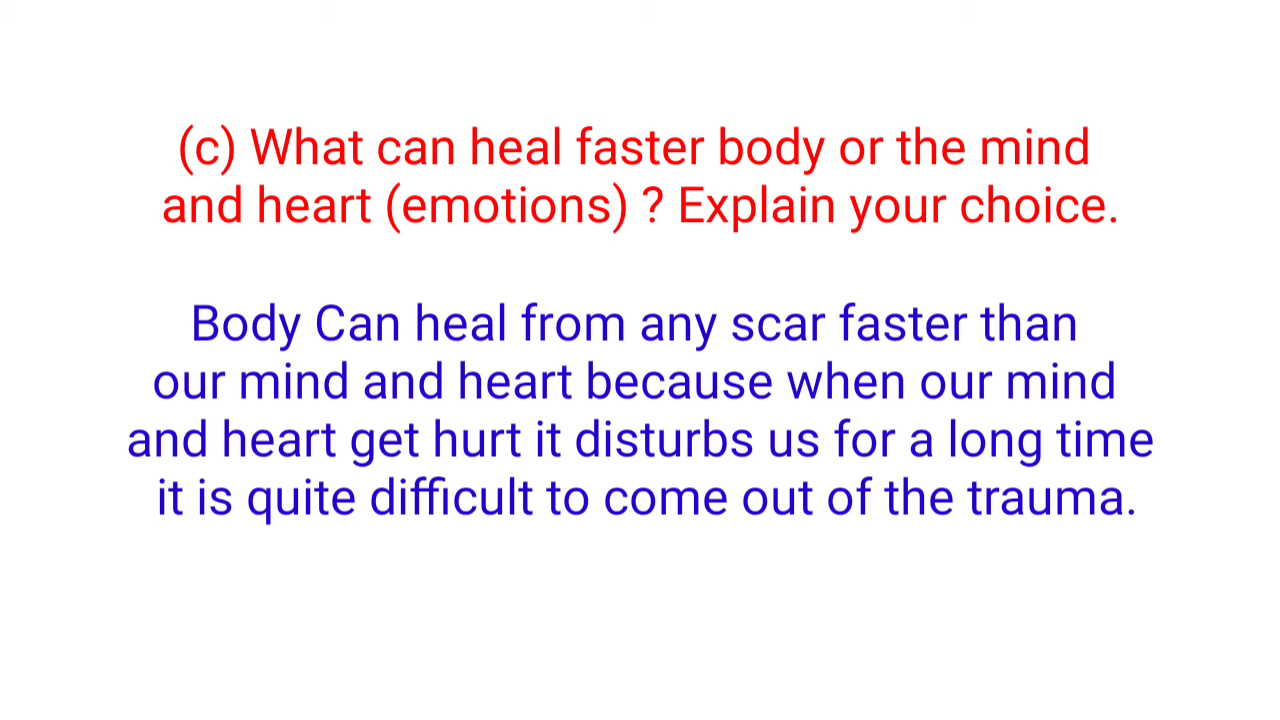 (c) What can heal faster body or the mind
and heart (emotions) ? Explain your choice.
Body Can heal from any scar faster than
our mind and heart because when our mind
and heart get hurt it disturbs us for a long time
it is quite difficult to come out of the trauma.